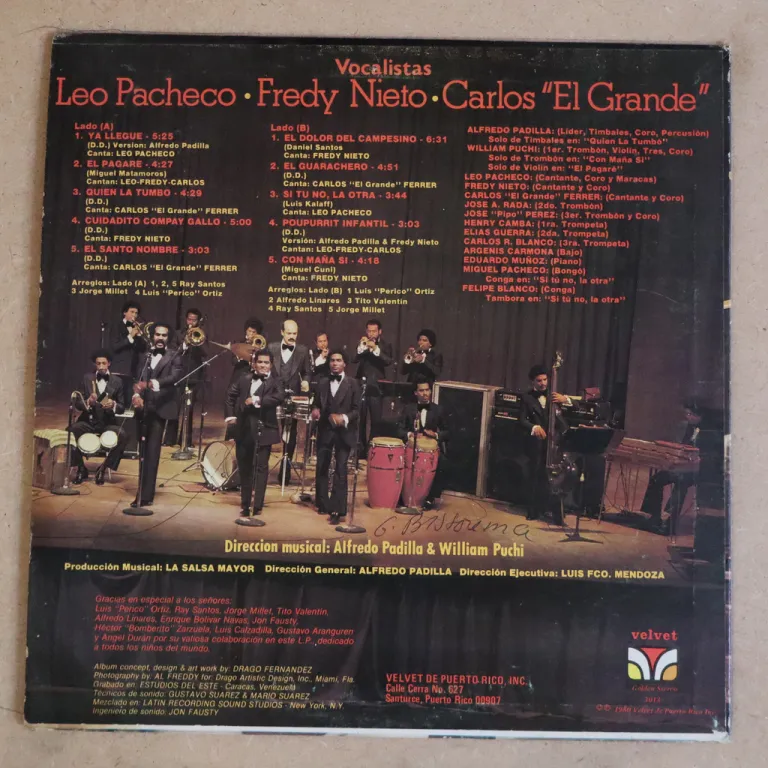 Vocalistas
Leo Pacheco • Fredy Nieto • Carlos "El Grande"
Lado (A)
1. YA LLEGUE - 5:25
(D.D.) Version: Alfredo Padilla
Canta: LEO PACHECO
2. EL PAGARE - 4:27
(Miguel Matamoros)
Cantan: LEO-FREDY-CARLOS
3. QUIEN LA TUMBO - 4:29
(D.D.)
Canta: CARLOS "El Grande" FERRER
4. CUIDADITO COMPAY GALLO - 5:00
(D.D.)
Canta: FREDY NIETO
5. EL SANTO NOMBRE - 3:03
(D.D.)
Canta: CARLOS "El Grande" FERRER
Arreglos: Lado (A) 1, 2, 5 Ray Santos
3 Jorge Millet 4 Luis "Perico" Ortiz
Lado (B)
1. EL DOLOR DEL CAMPESINO - 6:31
(Daniel Santos)
Canta: FREDY NIETO
2. EL GUARACHERO - 4:51
(D.D.)
Canta: CARLOS "El Grande" FERRER
3. SI TU NO, LA OTRA - 3:44
(Luis Kalaff)
Canta: LEO PACHECO
4. POUPURRIT INFANTIL - 3:03
(D.D.)
Versión: Alfredo Padilla & Fredy Nieto
Cantan: LEO-FREDY-CARLOS
5. CON MAÑA SI - 4:18
(Miguel Cuni)
Canta: FREDY NIETO
Arreglos: Lado (B) 1 Luis "Perico" Ortiz
2 Alfredo Linares 3 Tito Valentin
4 Ray Santos 5 Jorge Millet
ALFREDO PADILLA: (Líder, Timbales, Coro, Percusión)
Solo de Timbales en: "Quian La Tumbó"
WILLIAM PUCHI: (1er. Trombón, Violín, Tres, Coro)
Solo de Trombón en: "Con Maña Sí"
Solo de Violín en: "El Pagaré"
LEO PACHECO: (Cantante, Coro y Maracas)
FREDY NIETO: (Cantante y Coro)
CARLOS "El Grande" FERRER: (Cantante y Coro)
JOSE A. RADA: (2do. Trombón)
JOSE "Pipo" PEREZ: (3er. Trombón y Coro)
HENRY CAMBA: (1ra. Trompeta)
ELIAS GUERRA: (2da. Trompeta)
CARLOS R. BLANCO: (3ra. Trompeta)
ARGENIS CARMONA (Bajo)
EDUARDO MUÑOZ: (Piano)
MIGUEL PACHECO: (Bongó)
Conga en: "Si tú no, la otra"
FELIPE BLANCO: (Conga)
Tambora en: "Si tú no, la otra"
Direccion musical: Alfredo Padilla & William Puchi
Producción Musical: LA SALSA MAYOR Dirección General: ALFREDO PADILLA Dirección Ejecutiva: LUIS FCO. MENDOZA
Gracias en especial a los señores:
Luis "Perico" Ortiz, Ray Santos, Jorge Millet, Tito Valentín,
Alfredo Linares, Enrique Bolivar Navas, Jon Fausty,
Héctor "Bomberito" Zarzuela, Luis Calzadilla, Gustavo Aranguren
y Angel Durán por su valiosa colaboración en este L.P., dedicado
a todos los niños del mundo.
Album concept, design & art work by: DRAGO FERNANDEZ
Photography by: AL FREDDY for: Drago Artistic Design, Inc., Miami, Fla.
Grabado en: ESTUDIOS DEL ESTE - Caracas, Venezuela
Técnicos de sonido: GUSTAVO SUAREZ & MARIO SUAREZ
Mezclado en: LATIN RECORDING SOUND STUDIOS - New York, N.Y.
Ingeniero de sonido: JON FAUSTY
VELVET DE PUERTO RICO, INC.
Calle Cerra No. 627
Santurce, Puerto Rico 00907
velvet
Golden Series